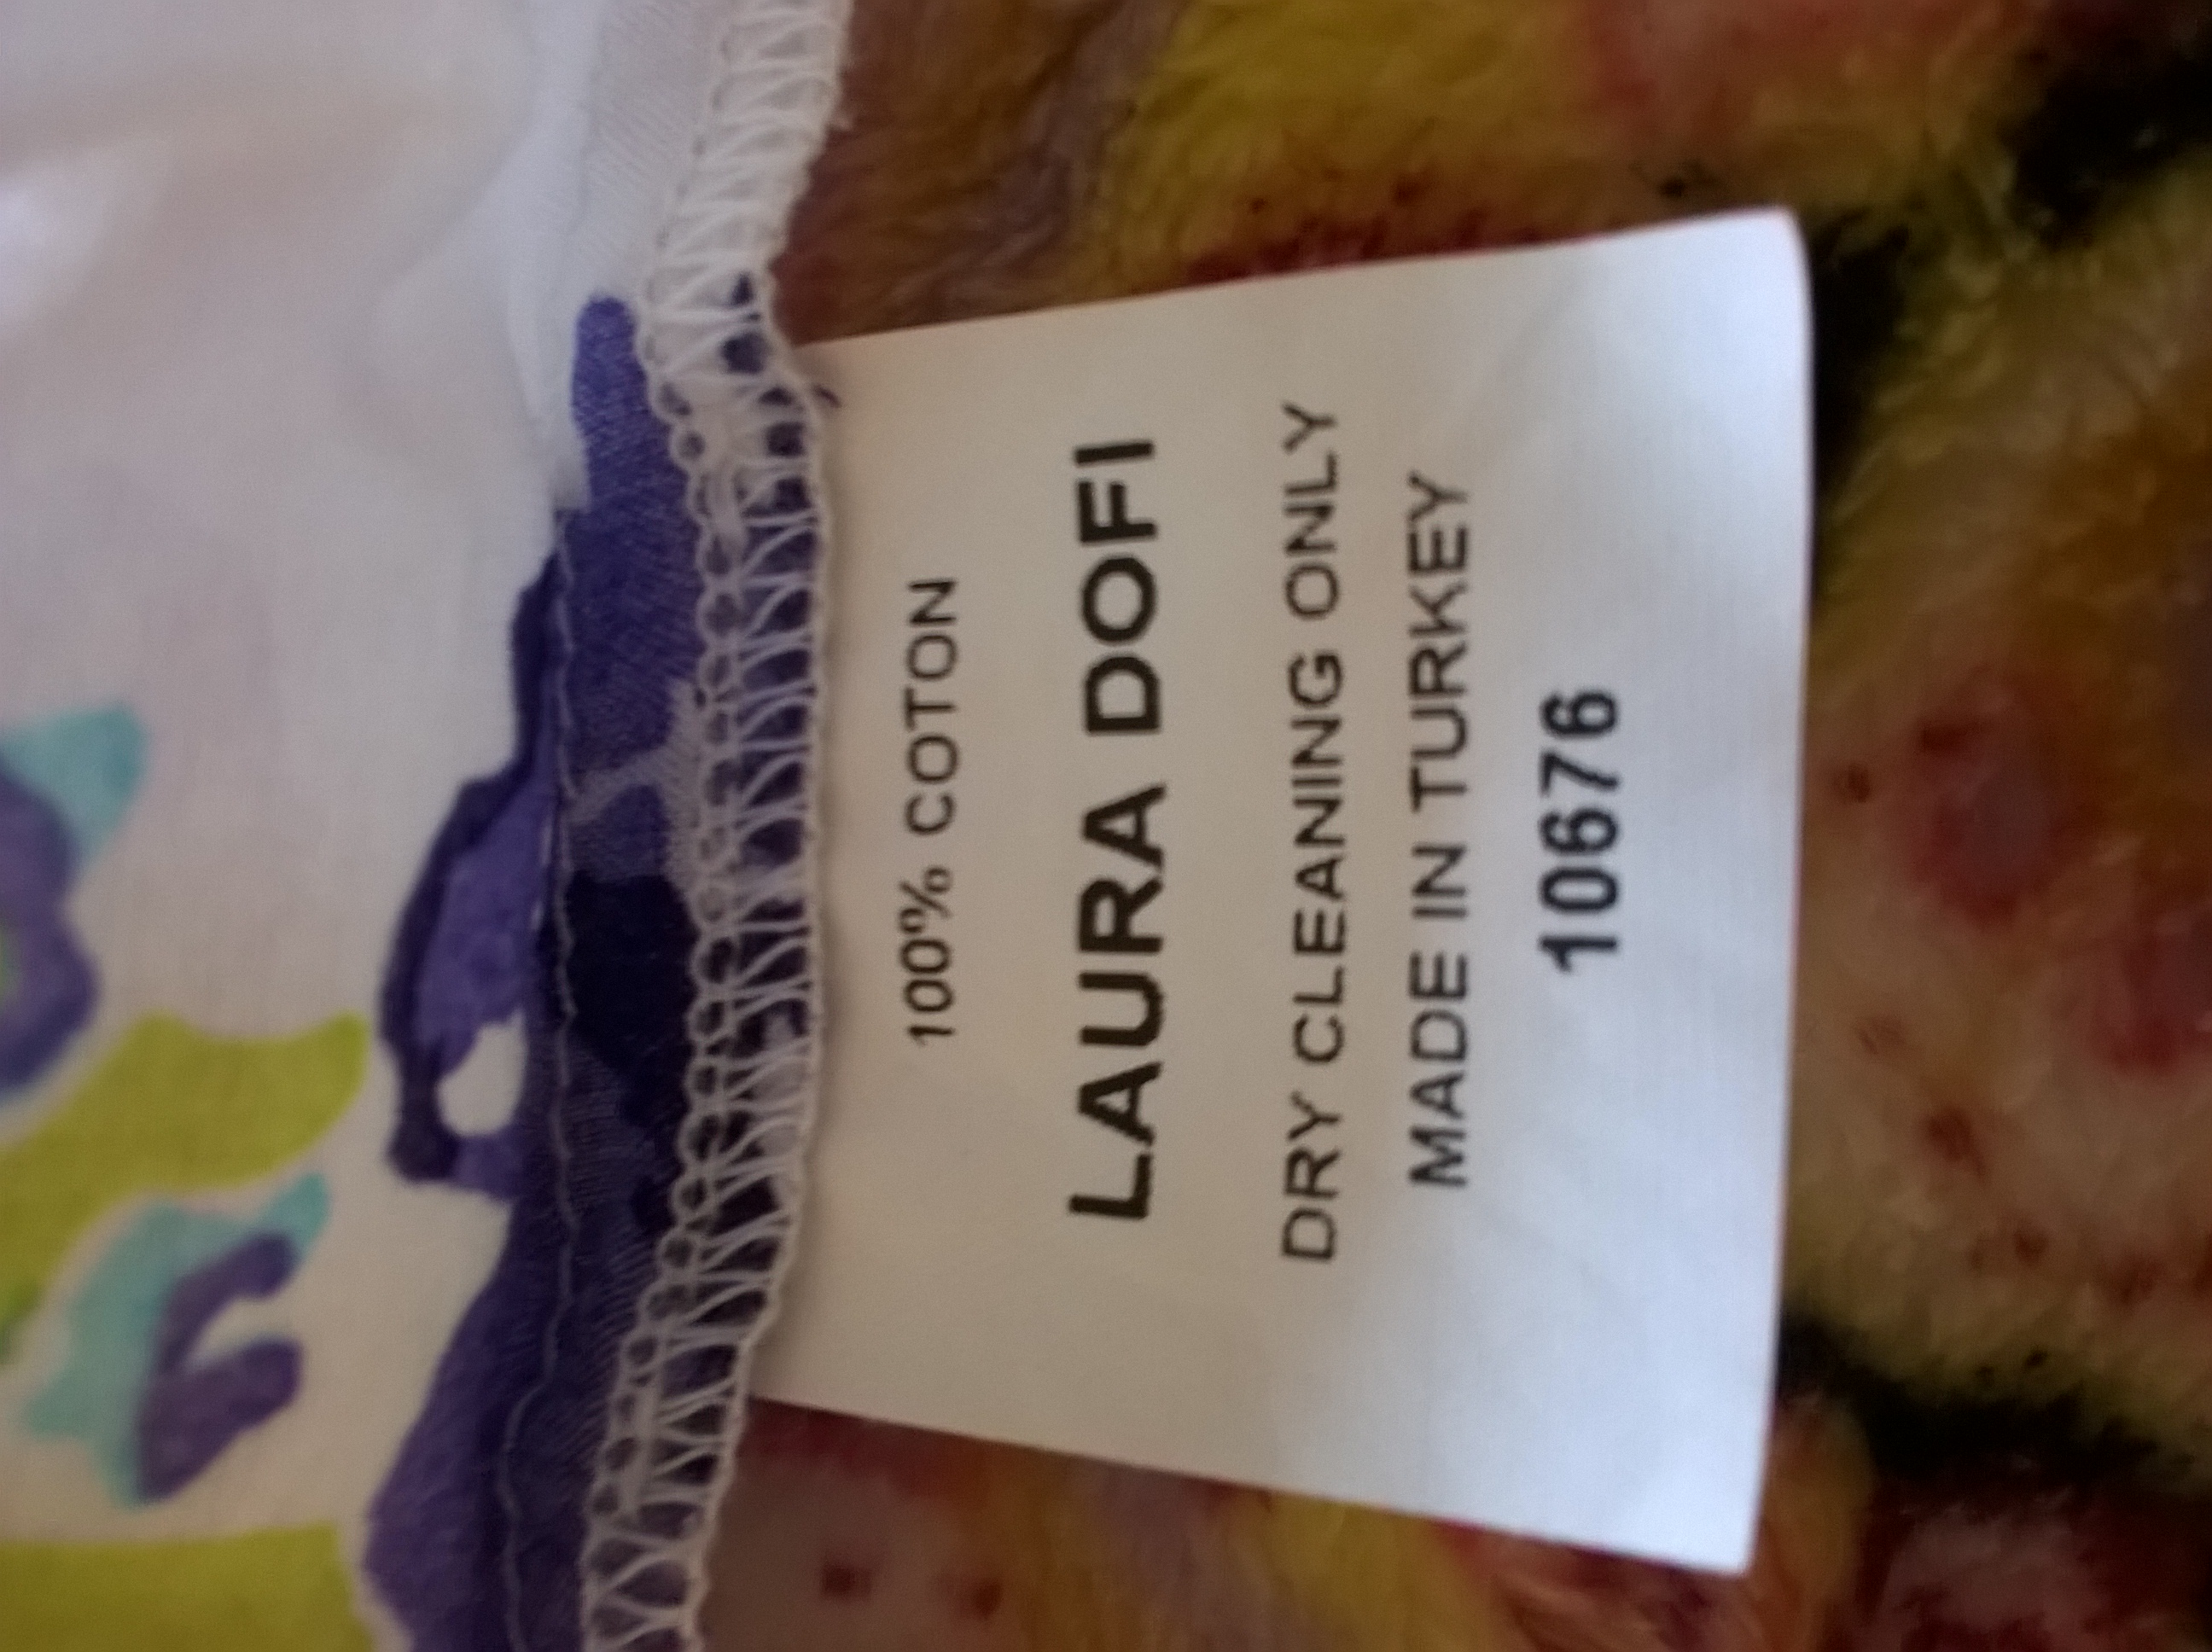 100% COTON
LAURA DOFI
DRY CLEANING ONLY
MADE IN TURKEY
10676